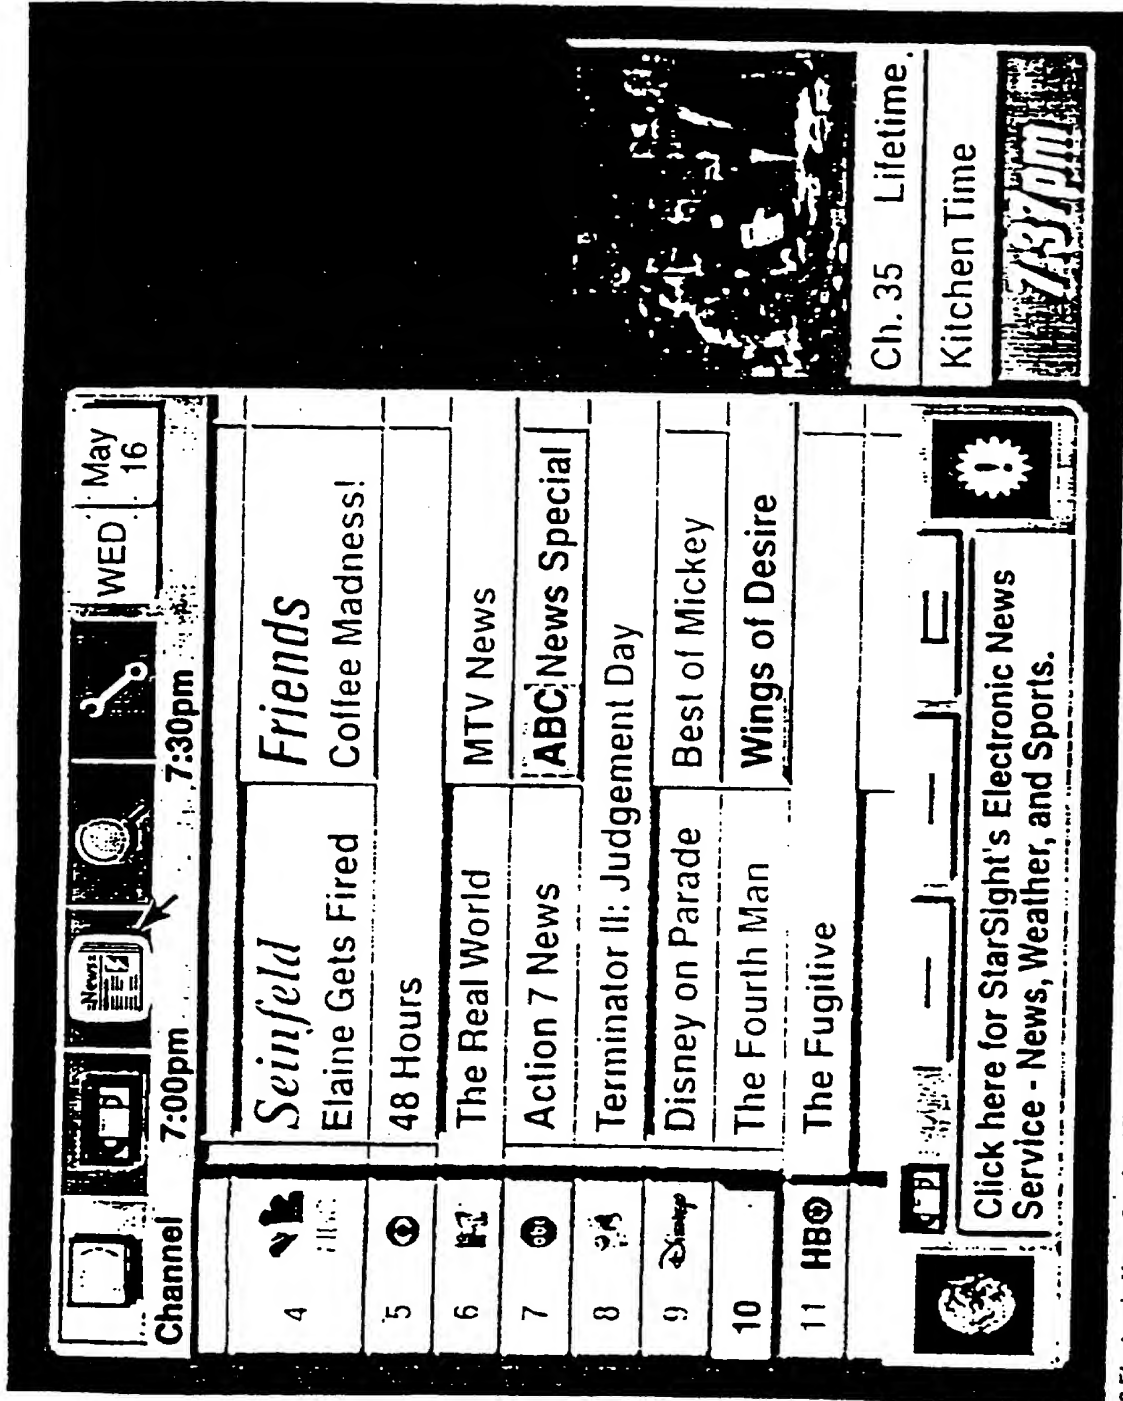 WED May 16
News
Channel 7:00pm 7:30pm
4 Seinfeld Friends
Elaine Gets Fired Coffee Madness!
5 48 Hours
6 The Real World MTV News
7 abc Action 7 News ABC News Special
8 Terminator II: Judgement Day
9 Disney Disney on Parade Best of Mickey
10 The Fourth Man Wings of Desire
11 HBO The Fugitive
Click here for StarSight's Electronic News
Service - News, Weather, and Sports.
Ch. 35 Lifetime
Kitchen Time
7:37pm